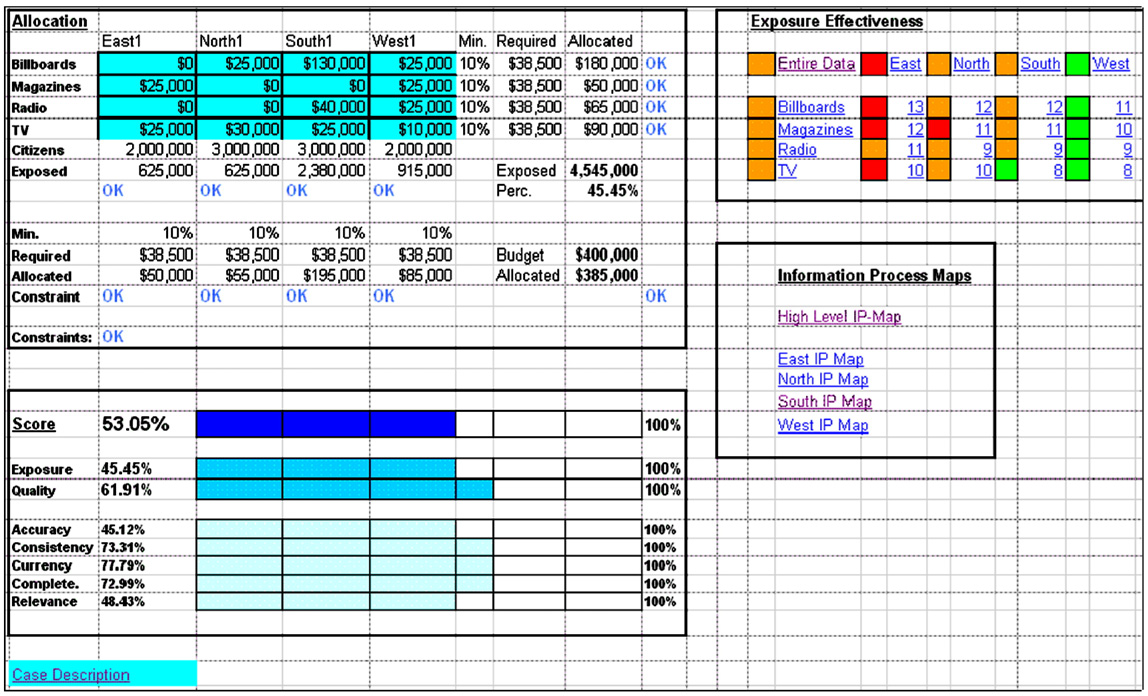 Allocation
East1 North1 South1 West1 Min. Required Allocated
Billboards $0 $25,000 $130,000 $25,000 10% $38,500 $180,000 OK
Magazines $25,000 $0 $0 $25,000 10% $38,500 $50,000 OK
Radio $0 $0 $40,000 $25,000 10% $38,500 $65,000 OK
TV $25,000 $30,000 $25,000 $10,000 10% $38,500 $90,000 OK
Citizens 2,000,000 3,000,000 3,000,000 2,000,000
Exposed 625,000 625,000 2,380,000 915,000 Exposed 4,545,000
OK OK OK OK Perc. 45.45%
Min. 10% 10% 10% 10%
Required $38,500 $38,500 $38,500 $38,500 Budget $400,000
Allocated $50,000 $55,000 $195,000 $85,000 Allocated $385,000
Constraint OK OK OK OK OK
Constraints: OK
Score 53.05% 100%
Exposure 45.45% 100%
Quality 61.91% 100%
Accuracy 45.12% 100%
Consistency 73.31% 100%
Currency 77.79% 100%
Complete. 72.99% 100%
Relevance 48.43% 100%
Case Description
Exposure Effectiveness
Entire Data East North South West
Billboards 13 12 12 11
Magazines 12 11 11 10
Radio 11 9 9 9
TV 10 10 8 8
Information Process Maps
High Level IP-Map
East IP Map
North IP Map
South IP Map
West IP Map